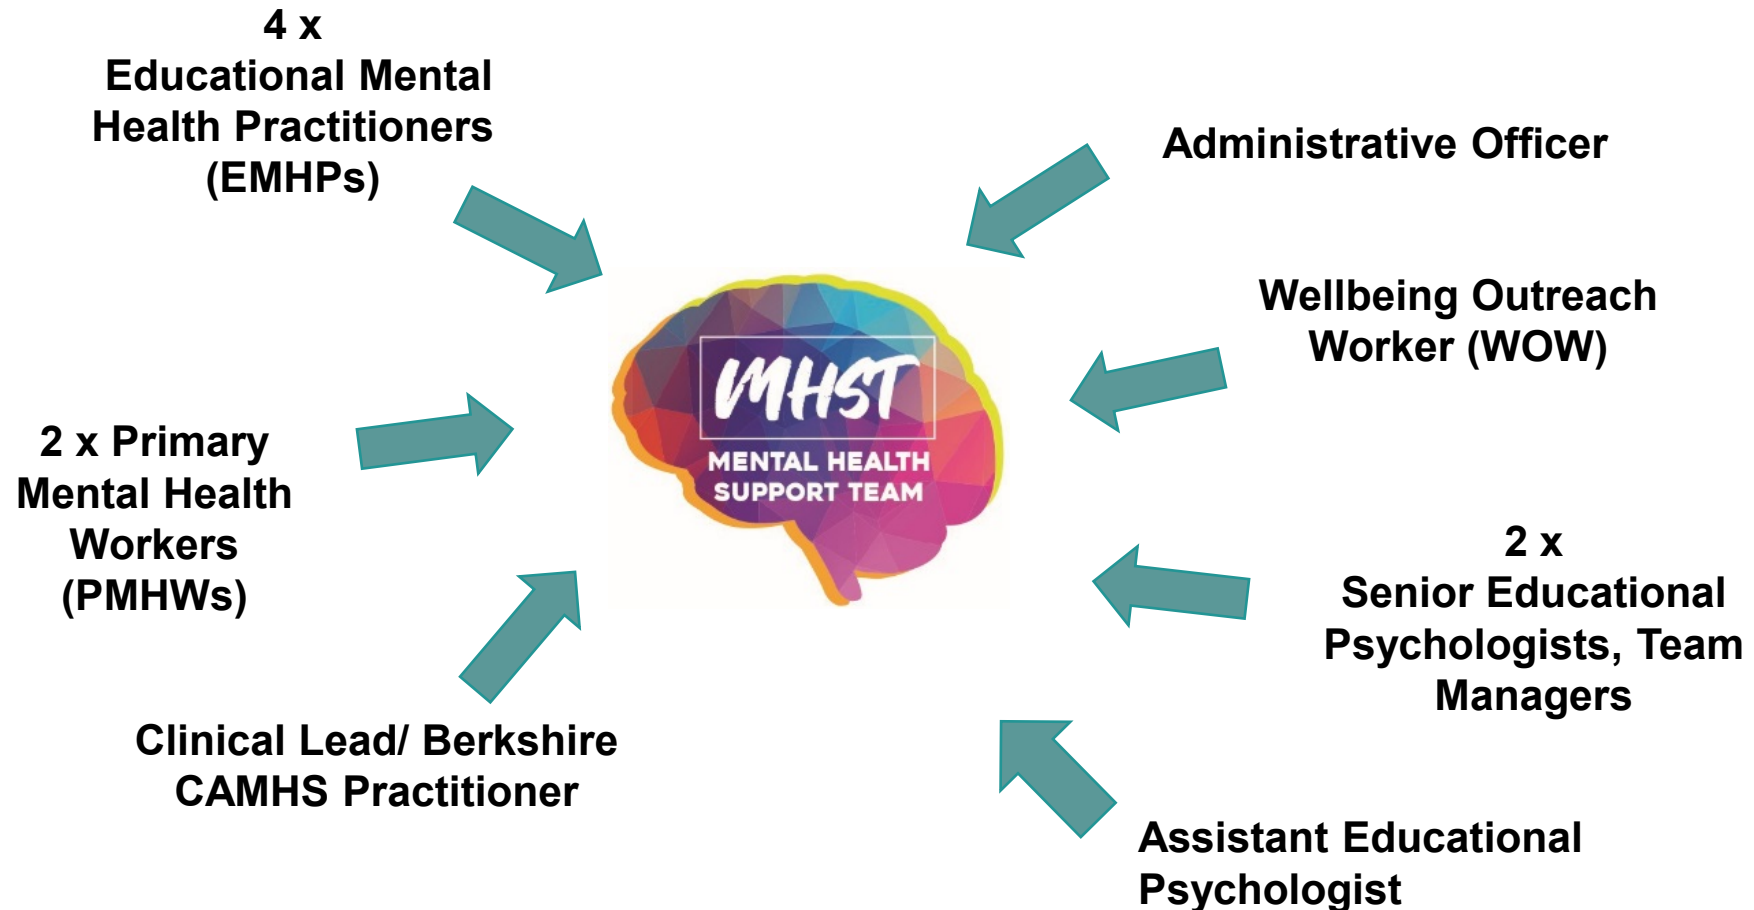 4 x
Educational Mental
Health Practitioners
(EMHPs)
Administrative Officer
Wellbeing Outreach
Worker (WOW)
MHST
MENTAL HEALTH
SUPPORT TEAM
2 x Primary
Mental Health
Workers
(PMHWs)
2 x
Senior Educational
Psychologists, Team
Managers
Clinical Lead/ Berkshire
CAMHS Practitioner
Assistant Educational
Psychologist